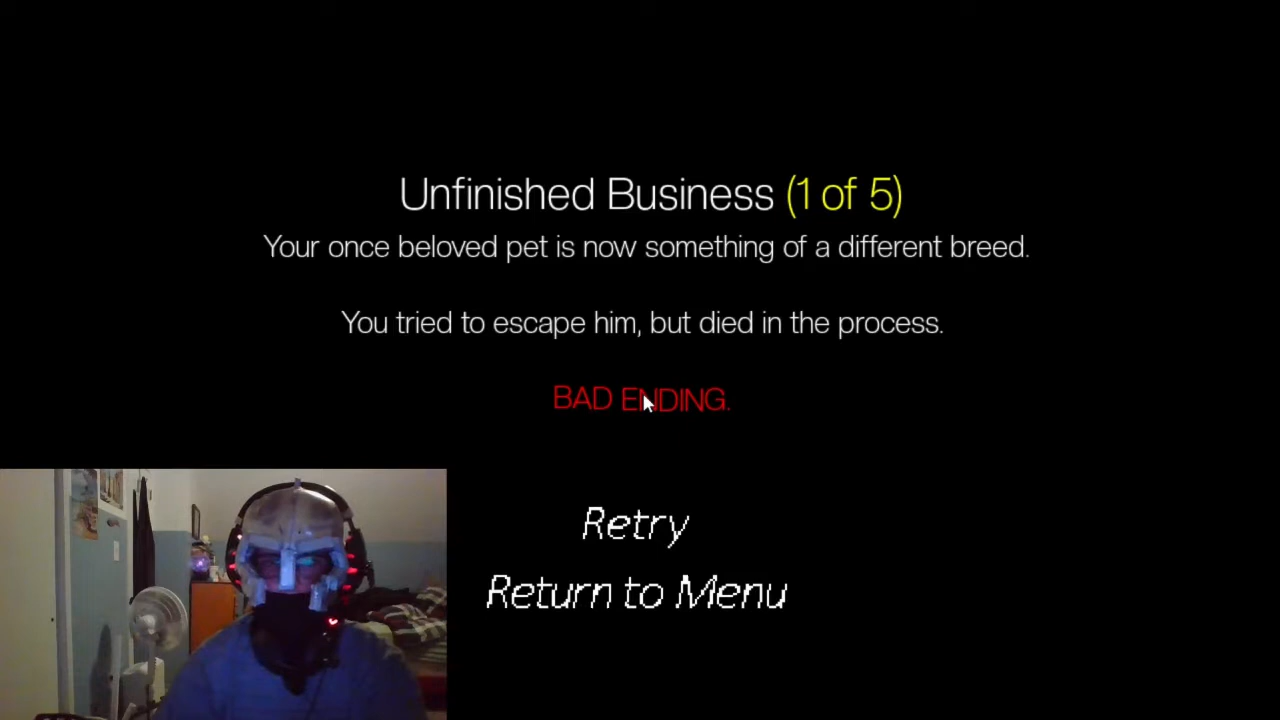 Unfinished Business (1 of 5)
Your once beloved pet is now something of a different breed.
You tried to escape him, but died in the process.
BAD ENDING.
Retry
Return to Menu